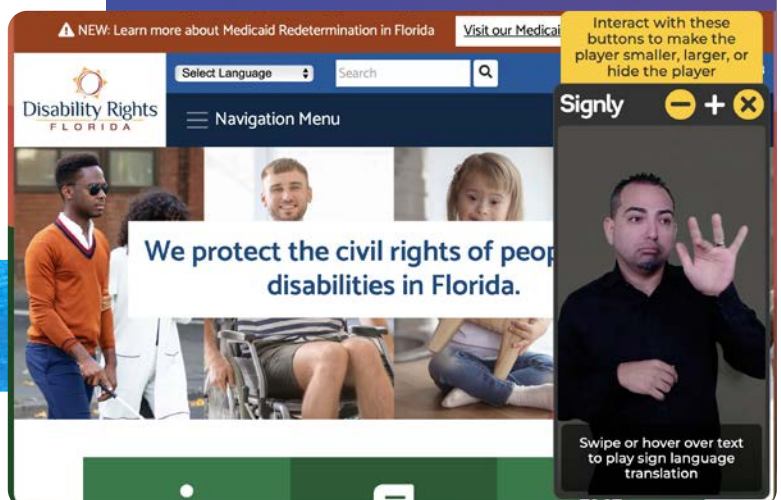 NEW: Learn more about Medicaid Redetermination in Florida
Visit our Medicai
Interact with these
buttons to make the
player smaller, larger, or
hide the player
Disability Rights
FLORIDA
Select Language
Search
Navigation Menu
Signly
We protect the civil rights of peop
disabilities in Florida.
Swipe or hover over text
to play sign language
translation